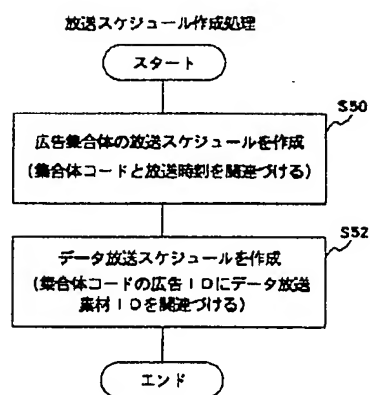 放送スケジュール作成処理
スタート
S50
広告集合体の放送スケジュールを作成
(集合体コードと放送時刻を関連づける)
S52
データ放送スケジュールを作成
(集合体コードの広告IDにデータ放送
素材IDを関連づける)
エンド